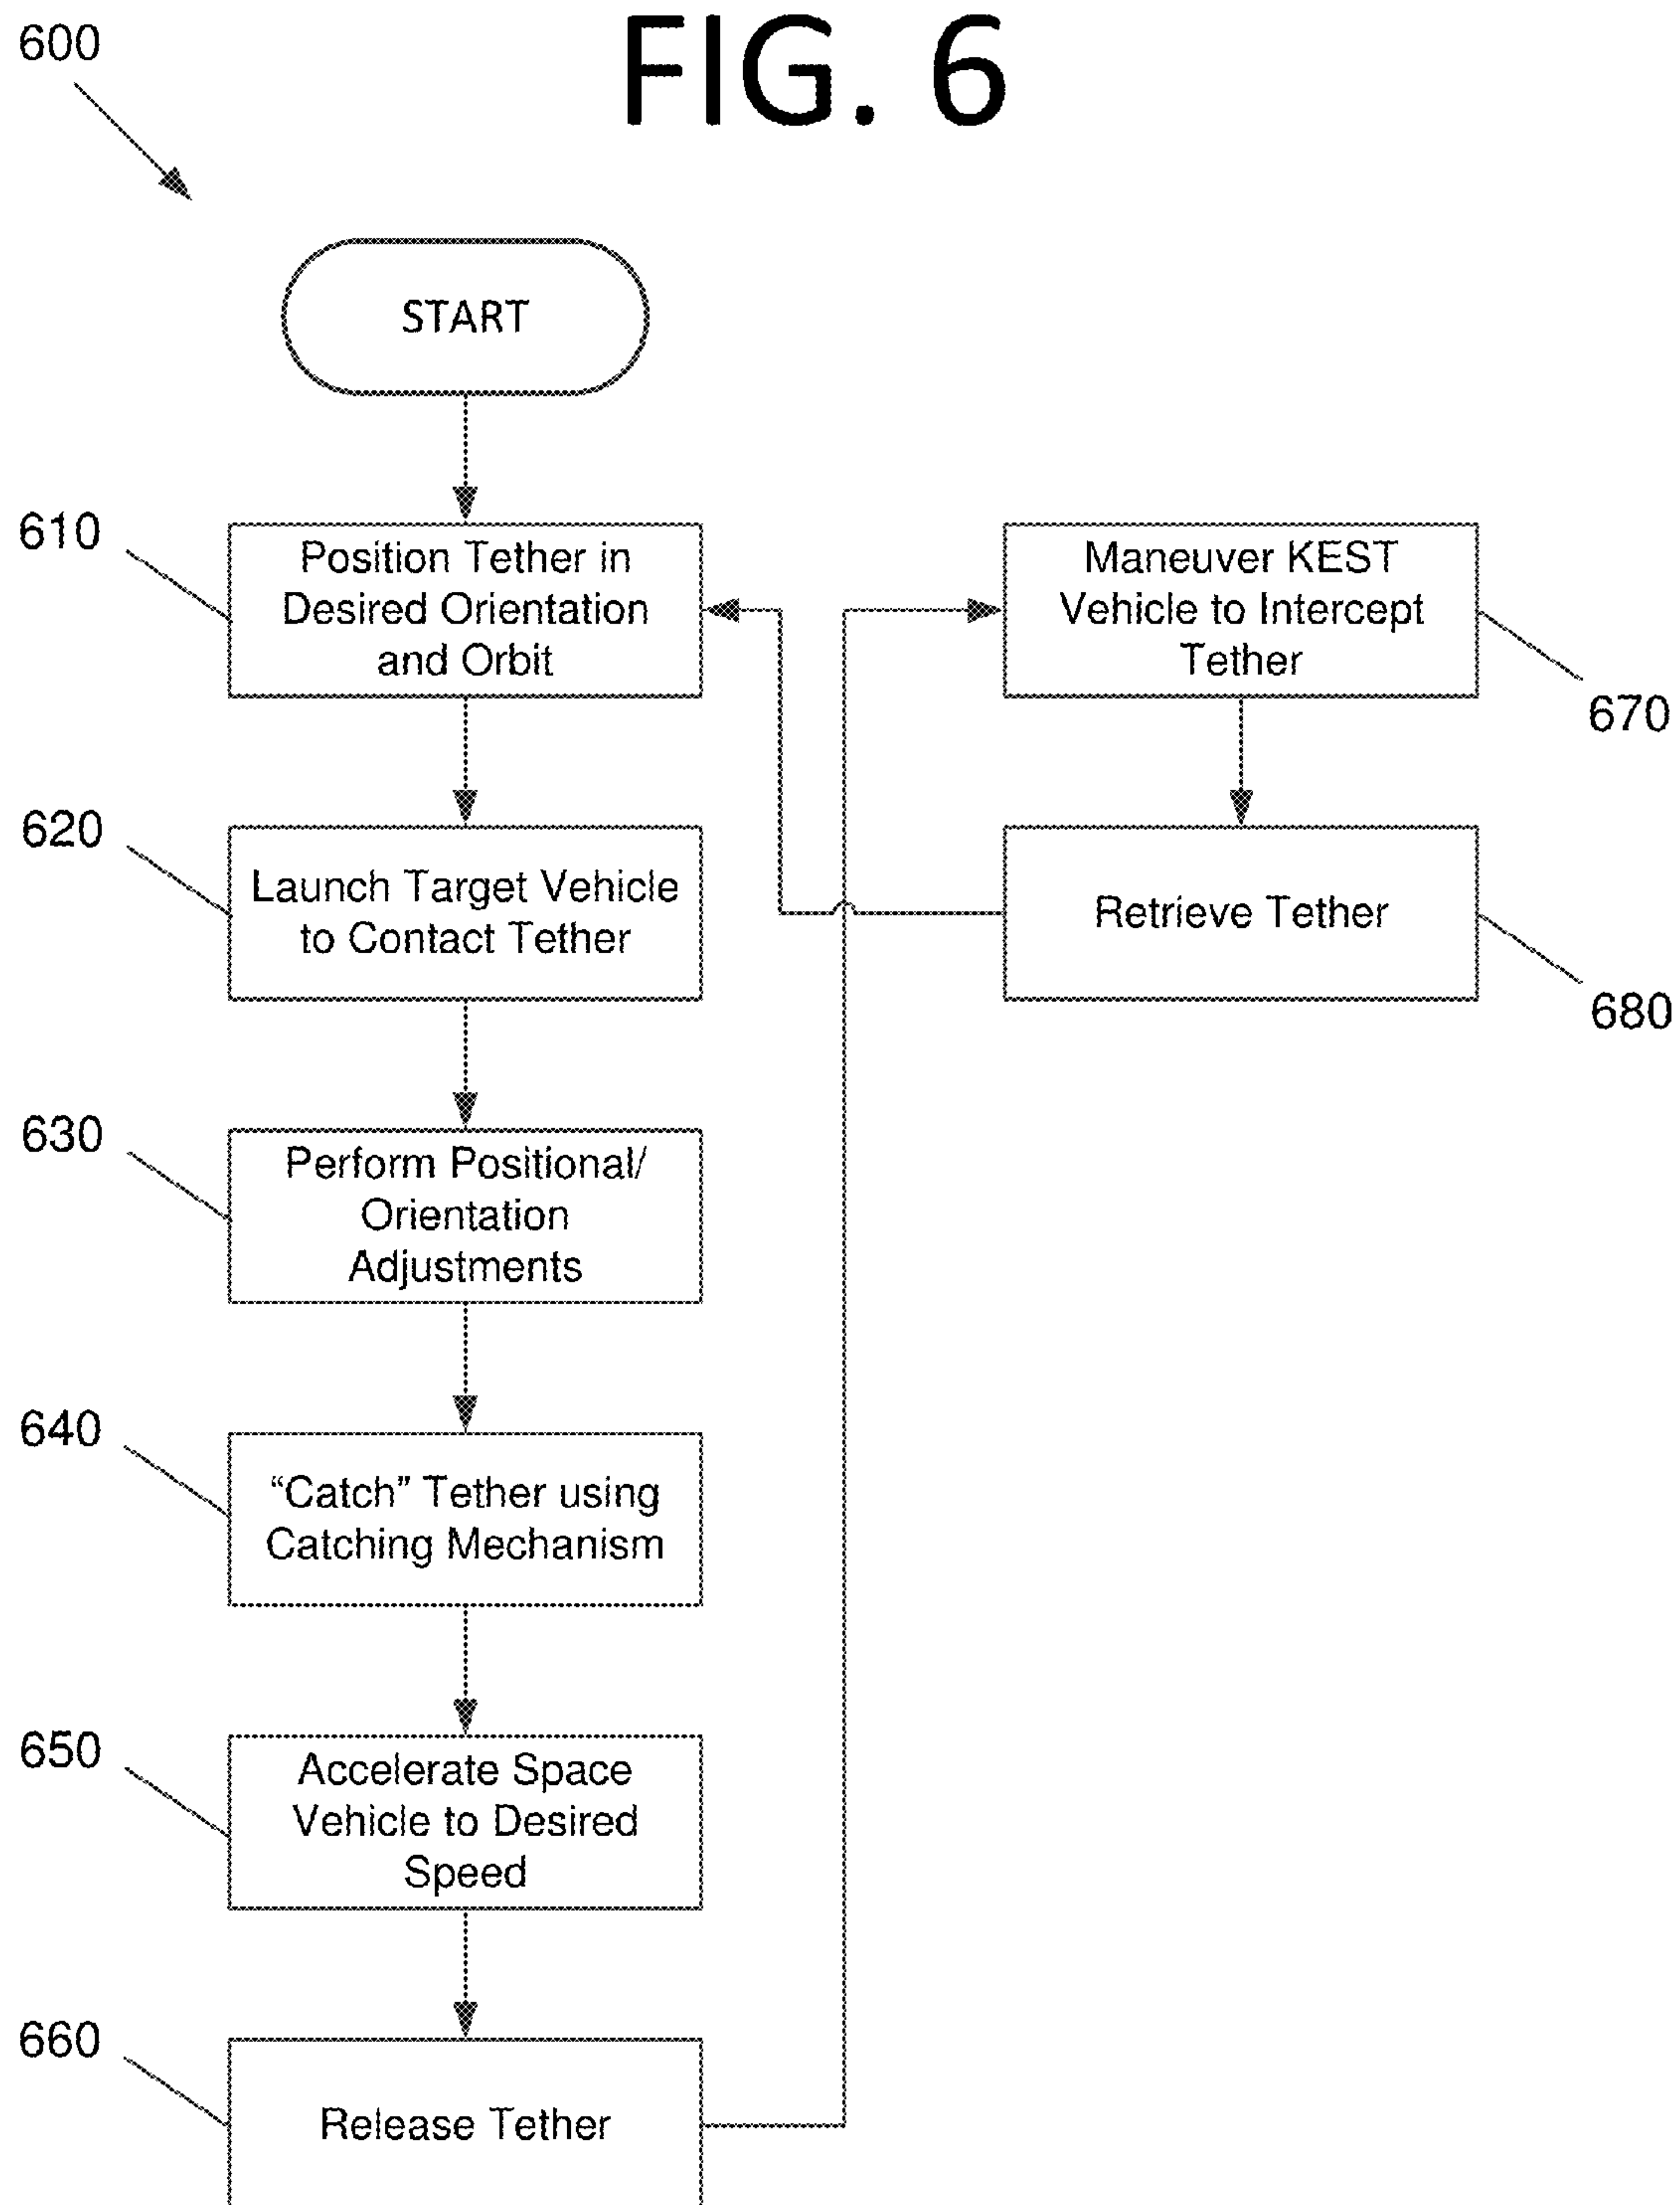 600
FIG. 6
START
610
Position Tether in
Desired Orientation
and Orbit
620
Launch Target Vehicle
to Contact Tether
630
Perform Positional/
Orientation
Adjustments
640
“Catch” Tether using
Catching Mechanism
650
Accelerate Space
Vehicle to Desired
Speed
660
Release Tether
Maneuver KEST
Vehicle to Intercept
Tether
670
Retrieve Tether
680